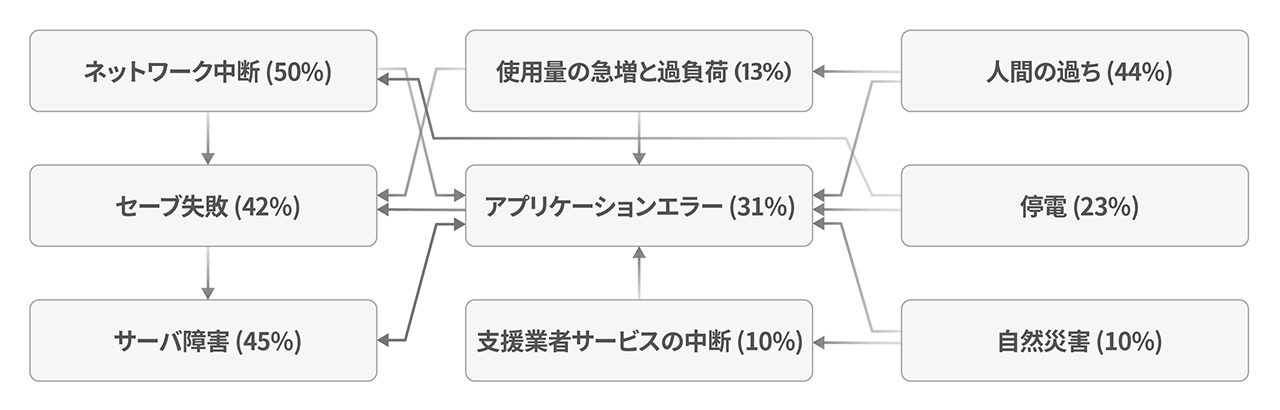 ネットワーク中断 (50%)
使用量の急増と過負荷 (13%)
人間の過ち (44%)
セーブ失敗 (42%)
アプリケーションエラー (31%)
停電 (23%)
サーバ障害 (45%)
支援業者サービスの中断 (10%)
自然災害 (10%)